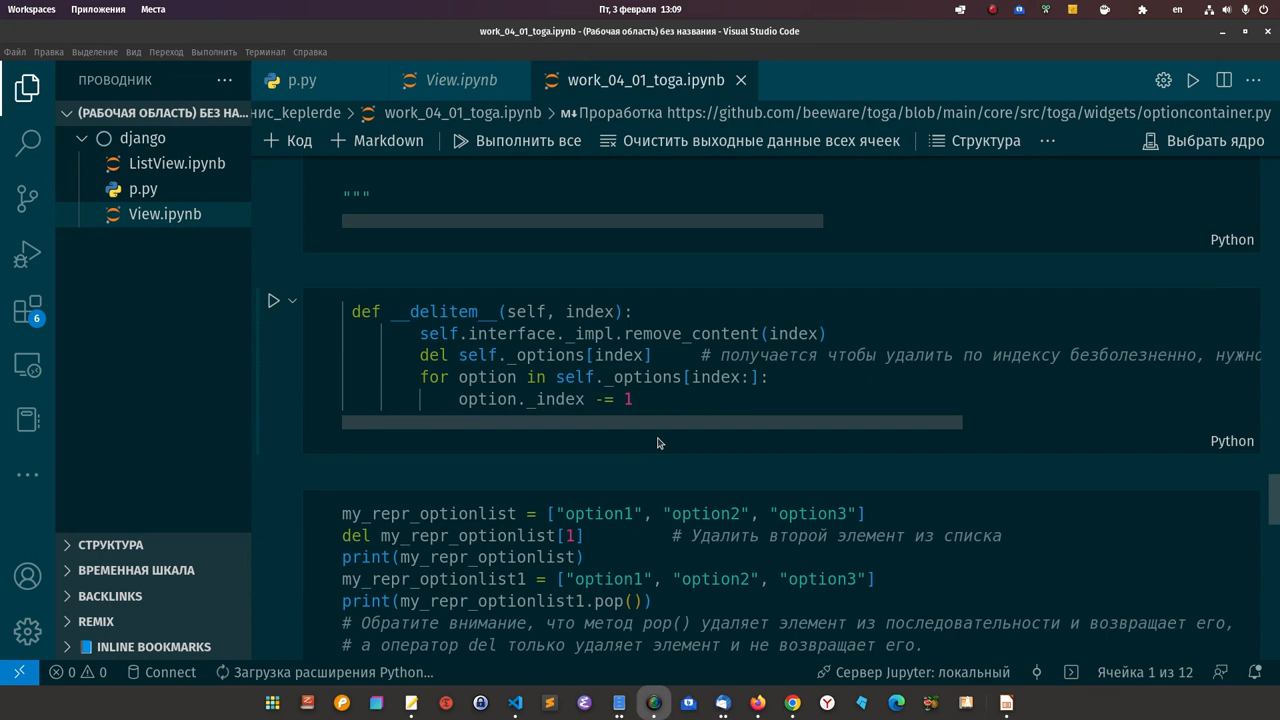 Workspaces Приложения Места Пт, 3 февраля 13:09 en
work_04_01_toga.ipynb - (Рабочая область) без названия - Visual Studio Code
Файл Правка Выделение Вид Переход Выполнить Терминал Справка
ПРОВОДНИК ··· p.py View.ipynb work_04_01_toga.ipynb ×
(РАБОЧАЯ ОБЛАСТЬ) БЕЗ НА... нис_keplerde > work_04_01_toga.ipynb > Проработка https://github.com/beeware/toga/blob/main/core/src/toga/widgets/optioncontainer.py
django
+ Код + Markdown Выполнить все Очистить выходные данные всех ячеек Структура ··· Выбрать ядро
ListView.ipynb
p.py
View.ipynb
"""
Python
def __delitem__(self, index):
self.interface._impl.remove_content(index)
del self._options[index] # получается чтобы удалить по индексу безболезненно, нужно
for option in self._options[index:]:
option._index -= 1
6
Python
my_repr_optionlist = ["option1", "option2", "option3"]
del my_repr_optionlist[1] # Удалить второй элемент из списка
print(my_repr_optionlist)
my_repr_optionlist1 = ["option1", "option2", "option3"]
print(my_repr_optionlist1.pop())
# Обратите внимание, что метод pop() удаляет элемент из последовательности и возвращает его,
# а оператор del только удаляет элемент и не возвращает его.
СТРУКТУРА
ВРЕМЕННАЯ ШКАЛА
BACKLINKS
REMIX
INLINE BOOKMARKS
0 0 Connect Загрузка расширения Python... Сервер Jupyter: локальный Ячейка 1 из 12